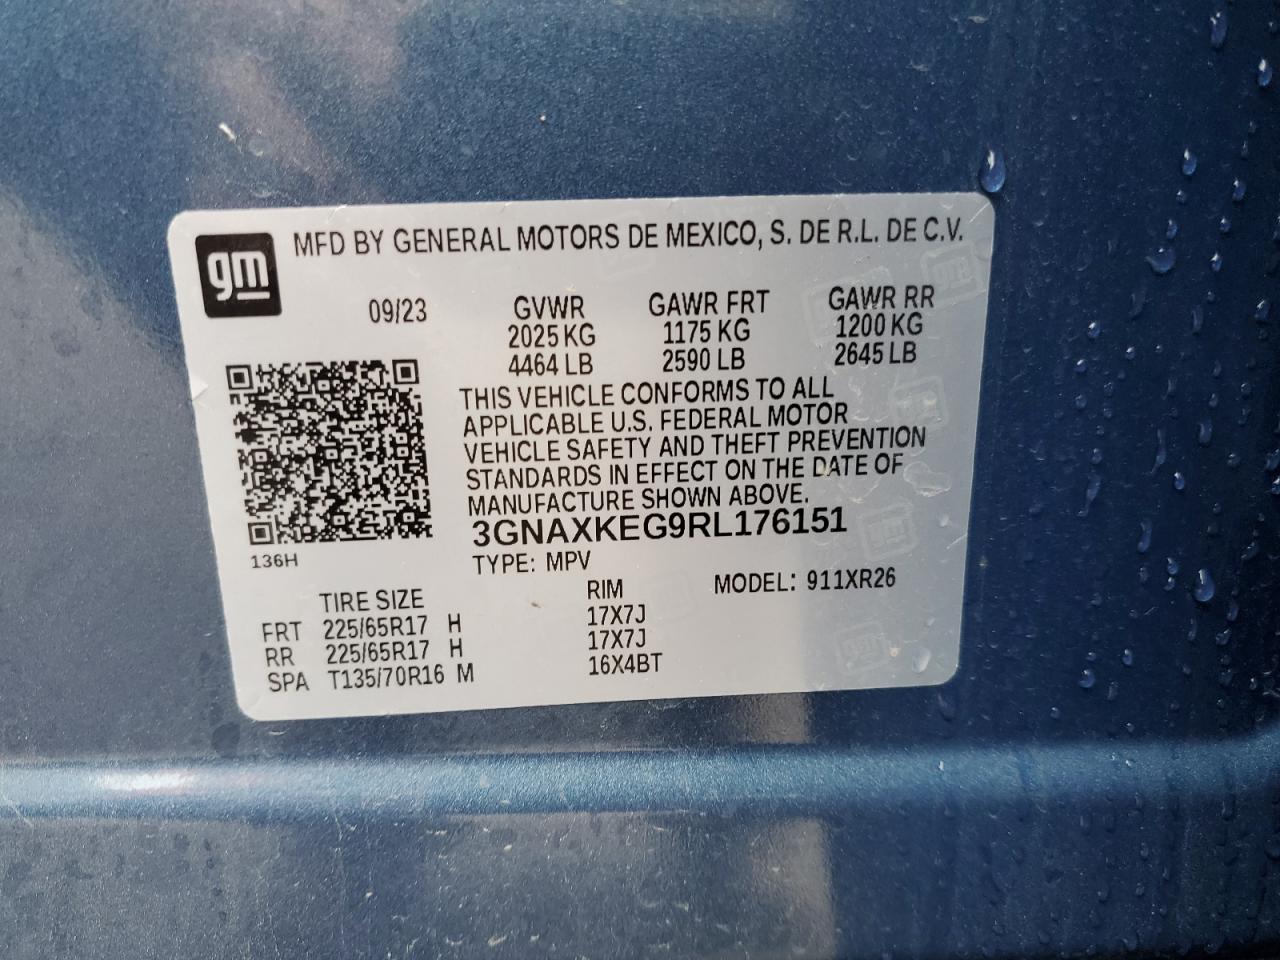 gm
MFD BY GENERAL MOTORS DE MEXICO, S. DE R.L. DE C.V.
09/23 GVWR GAWR FRT GAWR RR
2025 KG 1175 KG 1200 KG
4464 LB 2590 LB 2645 LB
THIS VEHICLE CONFORMS TO ALL
APPLICABLE U.S. FEDERAL MOTOR
VEHICLE SAFETY AND THEFT PREVENTION
STANDARDS IN EFFECT ON THE DATE OF
MANUFACTURE SHOWN ABOVE.
3GNAXKEG9RL176151
136H
TYPE: MPV MODEL: 911XR26
TIRE SIZE RIM
FRT 225/65R17 H 17X7J
RR 225/65R17 H 17X7J
SPA T135/70R16 M 16X4BT